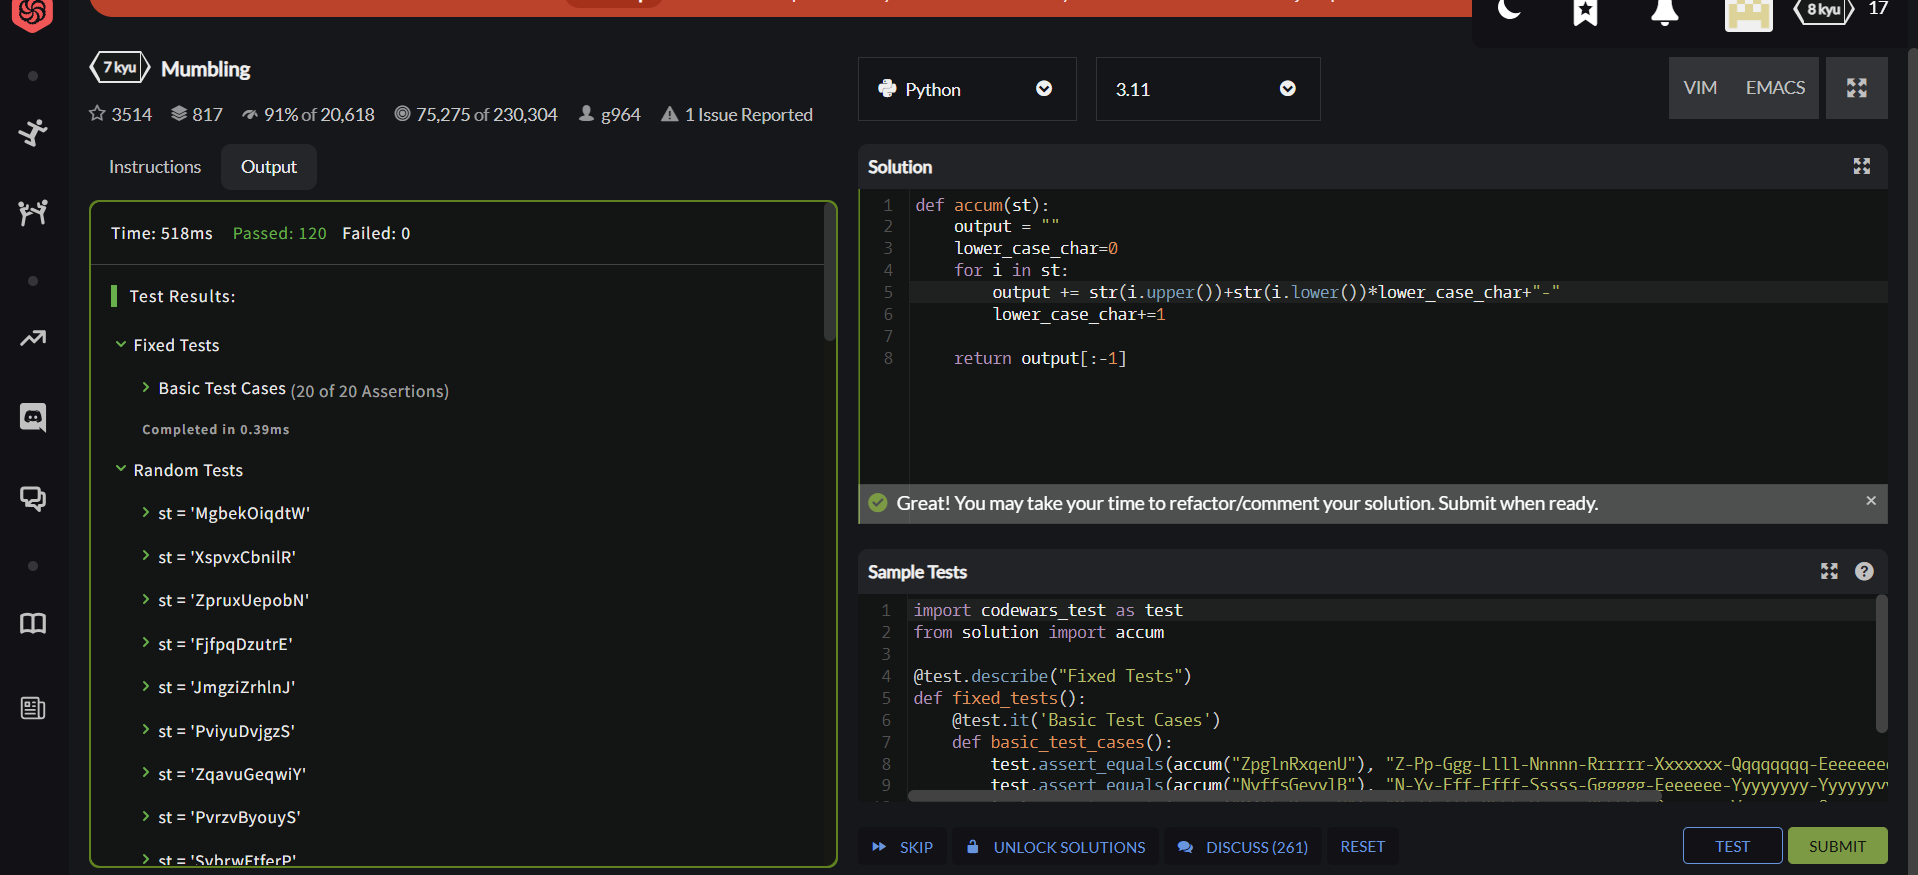 8 kyu
17
7 kyu
Mumbling
3514
817
91% of 20,618
75,275 of 230,304
g964
1 Issue Reported
Instructions
Output
Time: 518ms Passed: 120 Failed: 0
Test Results:
Fixed Tests
Basic Test Cases (20 of 20 Assertions)
Completed in 0.39ms
Random Tests
st = 'MgbekOiqdtW'
st = 'XspvxCbnilR'
st = 'ZpruxUepobN'
st = 'FjfpqDzutrE'
st = 'JmgziZrhlnJ'
st = 'PviyuDvjgzS'
st = 'ZqavuGeqwiY'
st = 'PvrzvByouyS'
Python
3.11
VIM
EMACS
Solution
1 def accum(st):
2     output = ""
3     lower_case_char=0
4     for i in st:
5         output += str(i.upper())+str(i.lower())*lower_case_char+"-"
6         lower_case_char+=1
7
8     return output[:-1]
Great! You may take your time to refactor/comment your solution. Submit when ready.
Sample Tests
1 import codewars_test as test
2 from solution import accum
3
4 @test.describe("Fixed Tests")
5 def fixed_tests():
6     @test.it('Basic Test Cases')
7     def basic_test_cases():
8         test.assert_equals(accum("ZpglnRxqenU"), "Z-Pp-Ggg-Llll-Nnnnn-Rrrrrr-Xxxxxxx-Qqqqqqqq-Eeeeeee
9         test.assert_equals(accum("NyffsGeyylB"), "N-Yy-Fff-Ffff-Sssss-Gggggg-Eeeeeee-Yyyyyyyy-Yyyyyyy
SKIP
UNLOCK SOLUTIONS
DISCUSS (261)
RESET
TEST
SUBMIT